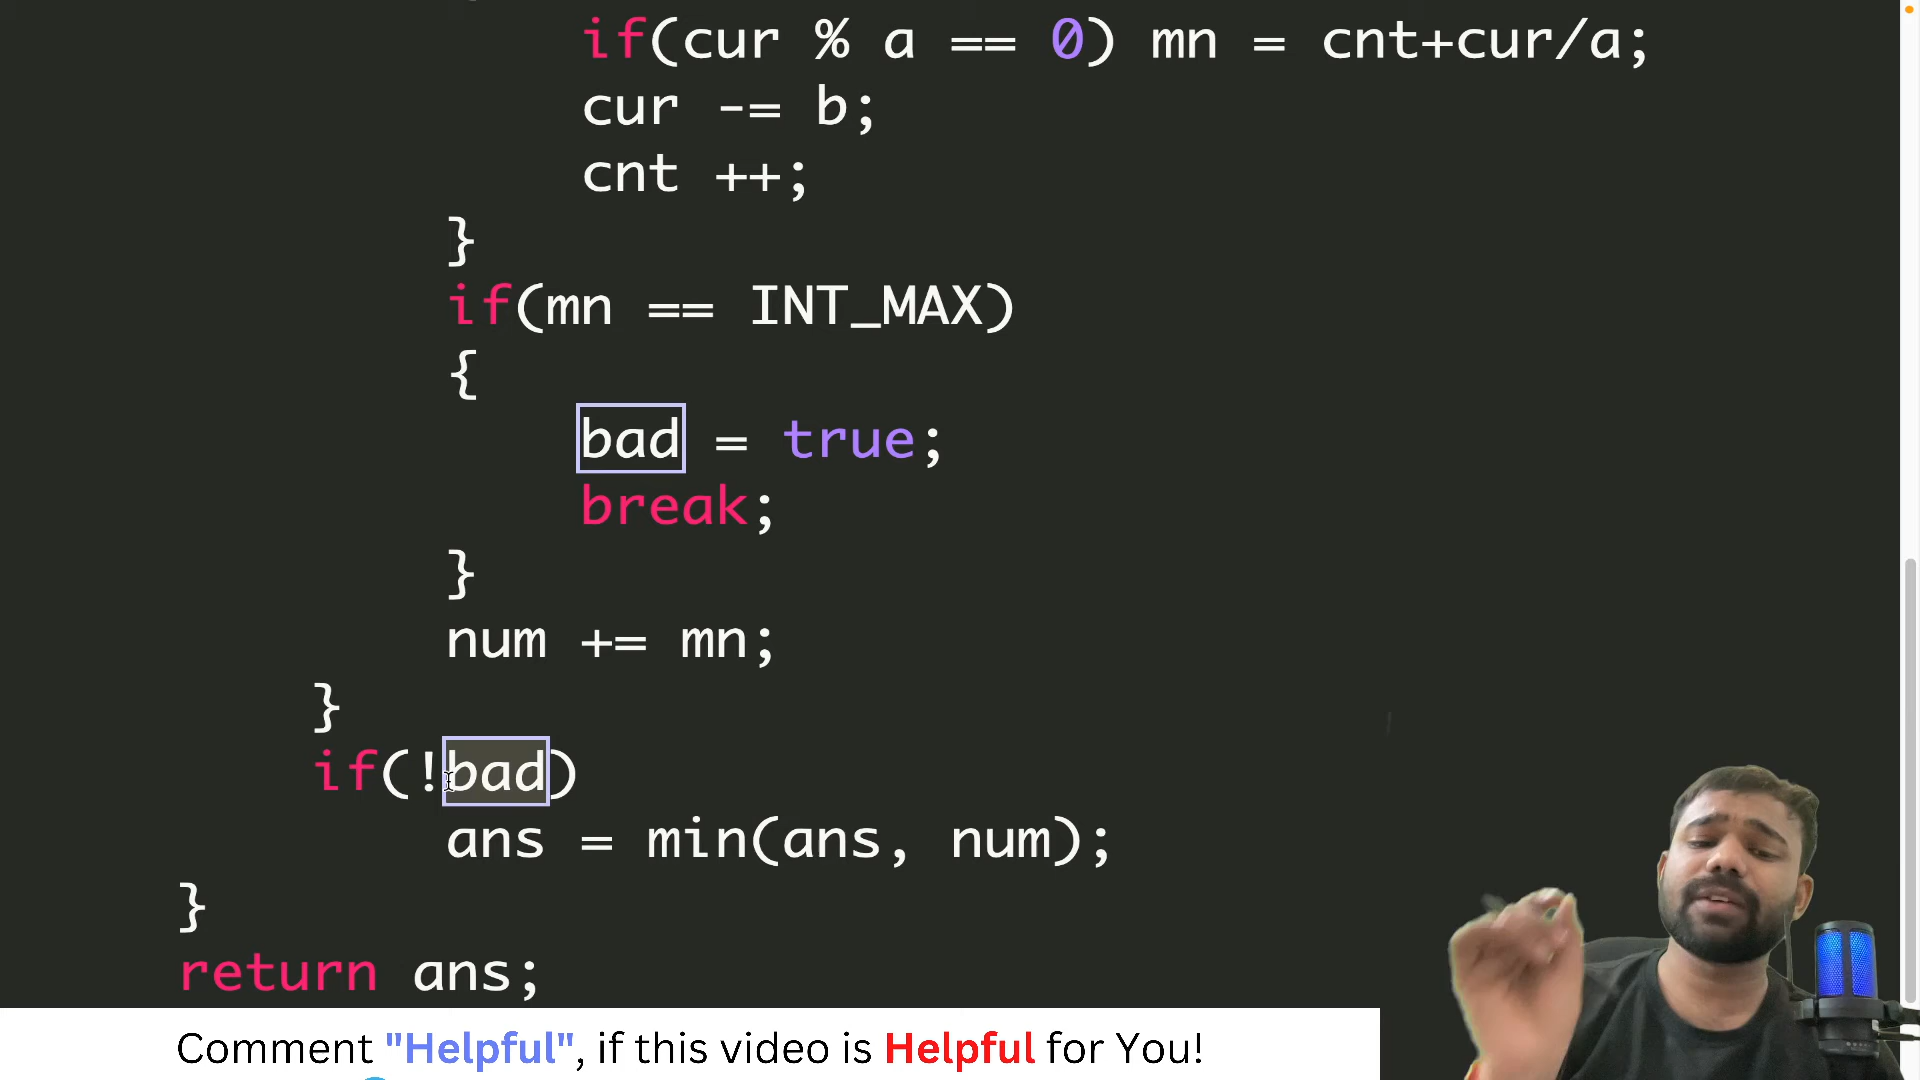 if(cur % a == 0) mn = cnt+cur/a;
cur -= b;
cnt ++;
}
if(mn == INT_MAX)
{
bad = true;
break;
}
num += mn;
}
if(!bad)
ans = min(ans, num);
}
return ans;
Comment "Helpful", if this video is Helpful for You!